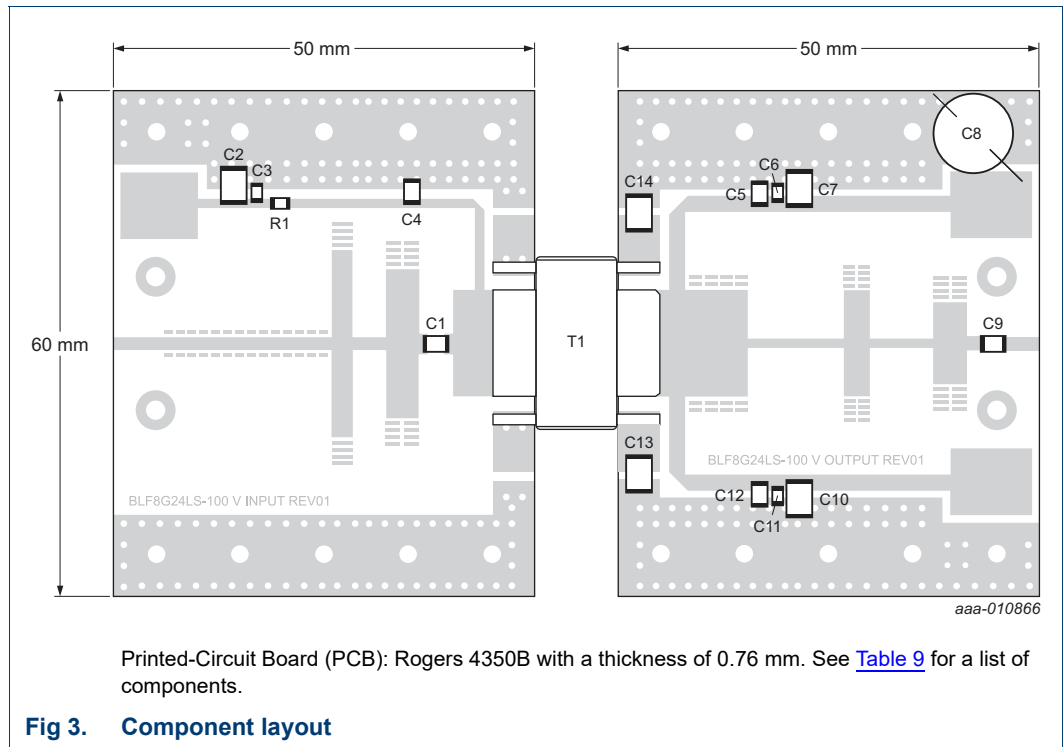 50 mm
50 mm
60 mm
C2
C3
R1
C4
C1
T1
C14
C5
C6
C7
C8
C9
C13
C12
C11
C10
BLF8G24LS-100 V INPUT REV01
BLF8G24LS-100 V OUTPUT REV01
aaa-010866
Printed-Circuit Board (PCB): Rogers 4350B with a thickness of 0.76 mm. See Table 9 for a list of
components.
Fig 3. Component layout